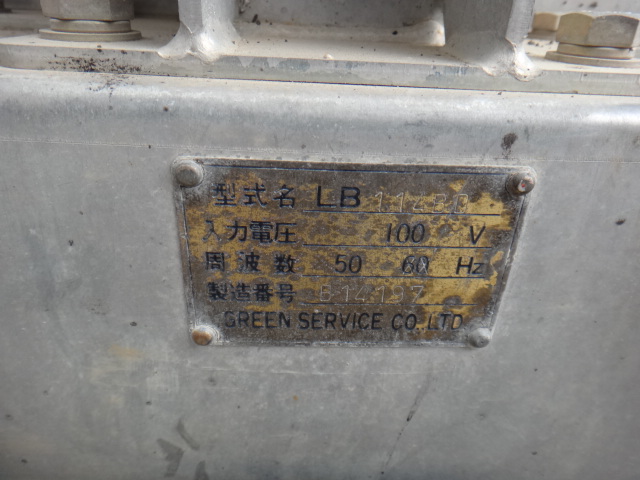 型式名 LB
入力電圧 100 V
周波数 50 60 Hz
製造番号 B14197
GREEN SERVICE CO., LTD